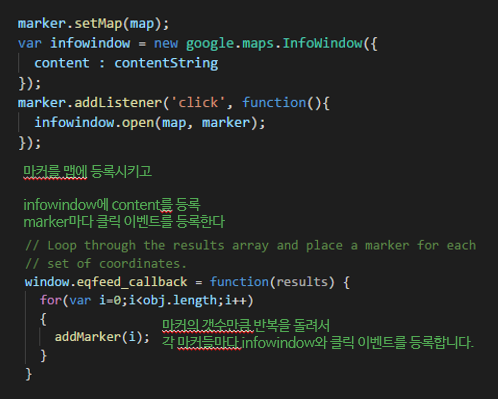 marker.setMap(map);
var infowindow = new google.maps.InfoWindow({
content : contentString
});
marker.addListener('click', function(){
infowindow.open(map, marker);
});
마커를 맵에 등록시키고
infowindow에 content를 등록
marker마다 클릭 이벤트를 등록한다
// Loop through the results array and place a marker for each
// set of coordinates.
window.eqfeed_callback = function(results) {
for(var i=0;i<obj.length;i++)
{
addMarker(i);
마커의 갯수만큼 반복을 돌려서
각 마커들마다 infowindow와 클릭 이벤트를 등록합니다.
}
}